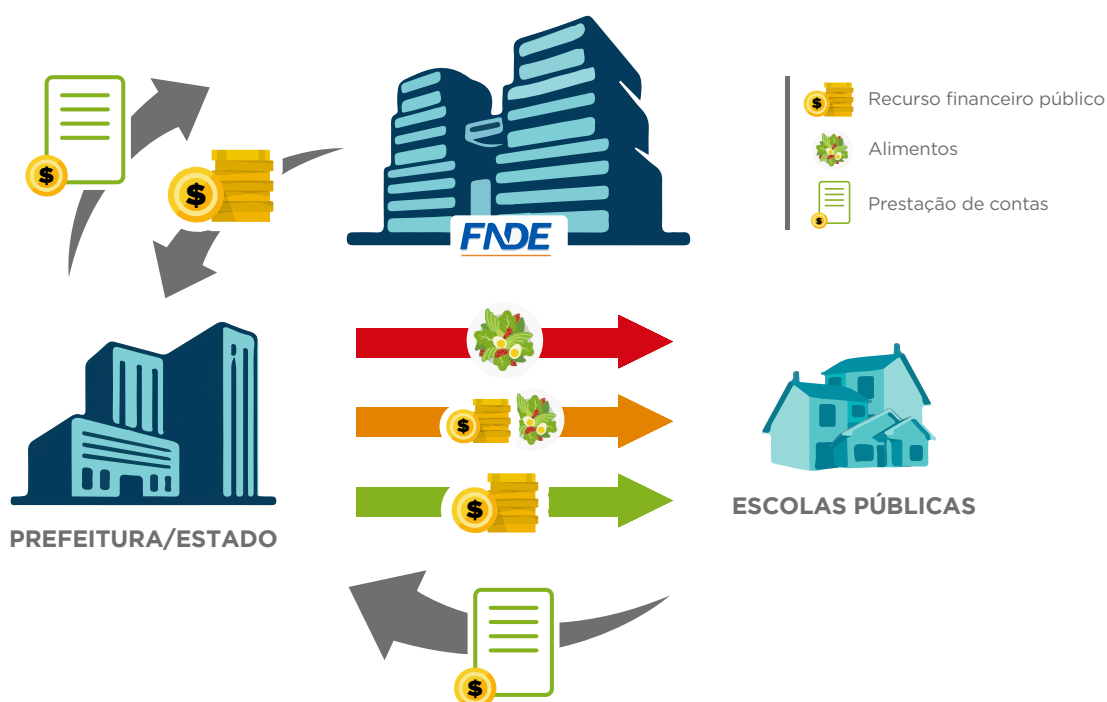 Recurso financeiro público
Alimentos
Prestação de contas
$
$
$
$
FNDE
$
$
PREFEITURA/ESTADO
ESCOLAS PÚBLICAS
$